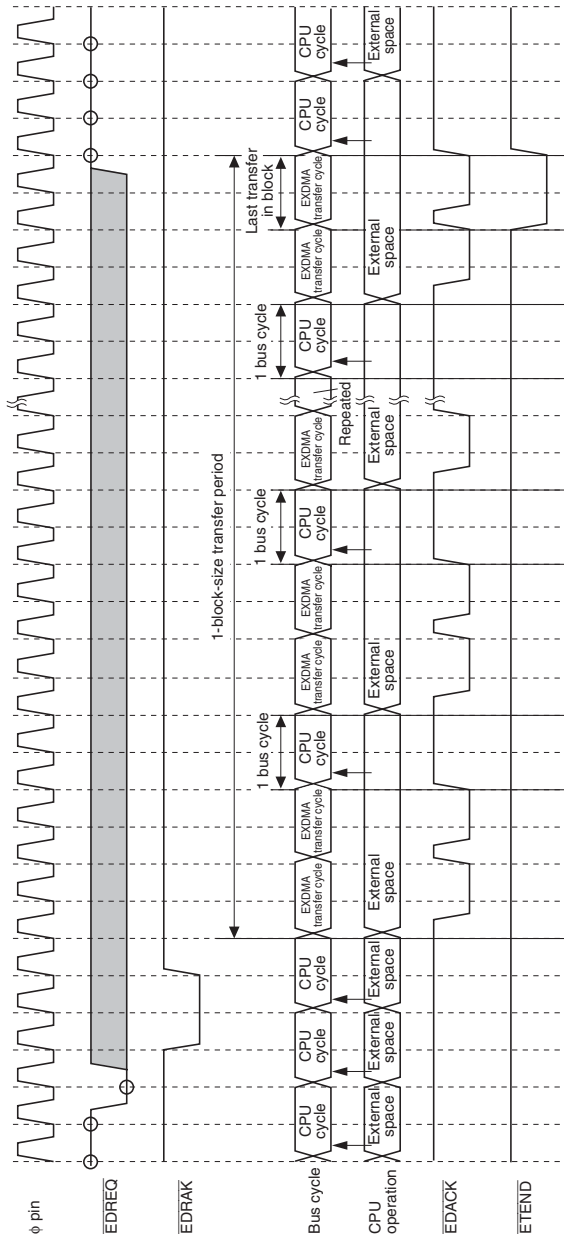 φ pin
EDREQ
EDRAK
1-block-size transfer period
Last transfer
in block
1 bus cycle
1 bus cycle
1 bus cycle
Bus cycle
CPU
cycle
CPU
cycle
CPU
cycle
EXDMA
transfer cycle
EXDMA
transfer cycle
CPU
cycle
EXDMA
transfer cycle
EXDMA
transfer cycle
CPU
cycle
EXDMA
transfer cycle
Repeated
CPU
cycle
EXDMA
transfer cycle
EXDMA
transfer cycle
CPU
cycle
CPU
cycle
CPU
operation
External
space
External
space
External
space
External
space
External
space
External
space
External
space
External
space
EDACK
ETEND